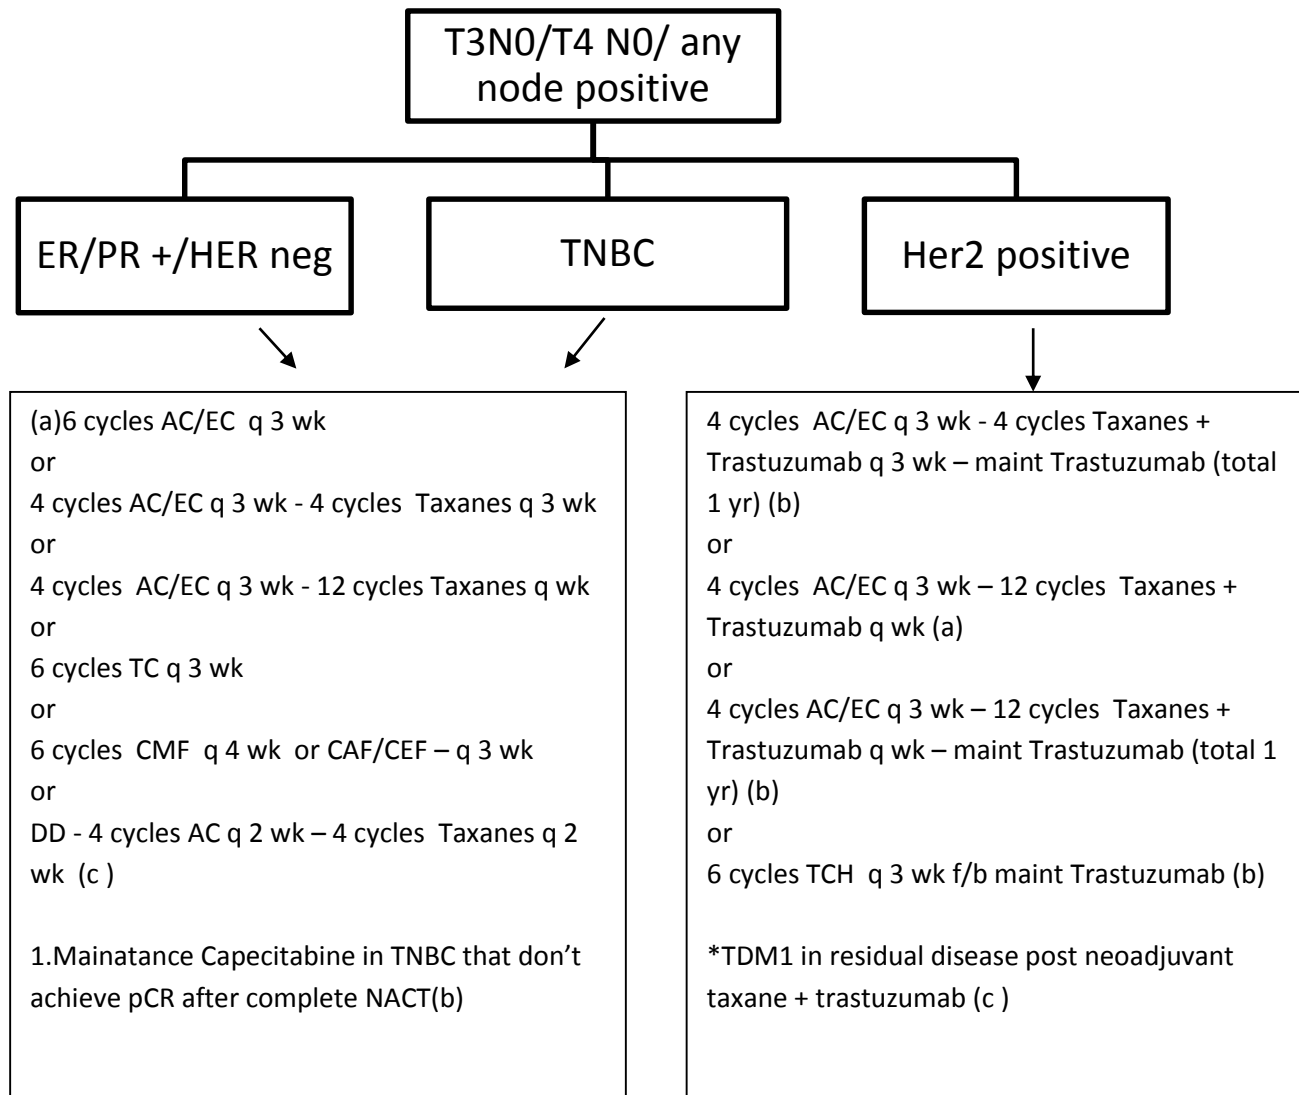 T3N0/T4 N0/ any
node positive
ER/PR +/HER neg
TNBC
Her2 positive
(a)6 cycles AC/EC q 3 wk
or
4 cycles AC/EC q 3 wk - 4 cycles Taxanes q 3 wk
or
4 cycles AC/EC q 3 wk - 12 cycles Taxanes q wk
or
6 cycles TC q 3 wk
or
6 cycles CMF q 4 wk or CAF/CEF – q 3 wk
or
DD - 4 cycles AC q 2 wk – 4 cycles Taxanes q 2
wk (c )
1.Mainatance Capecitabine in TNBC that don’t
achieve pCR after complete NACT(b)
4 cycles AC/EC q 3 wk - 4 cycles Taxanes +
Trastuzumab q 3 wk – maint Trastuzumab (total
1 yr) (b)
or
4 cycles AC/EC q 3 wk – 12 cycles Taxanes +
Trastuzumab q wk (a)
or
4 cycles AC/EC q 3 wk – 12 cycles Taxanes +
Trastuzumab q wk – maint Trastuzumab (total 1
yr) (b)
or
6 cycles TCH q 3 wk f/b maint Trastuzumab (b)
*TDM1 in residual disease post neoadjuvant
taxane + trastuzumab (c )